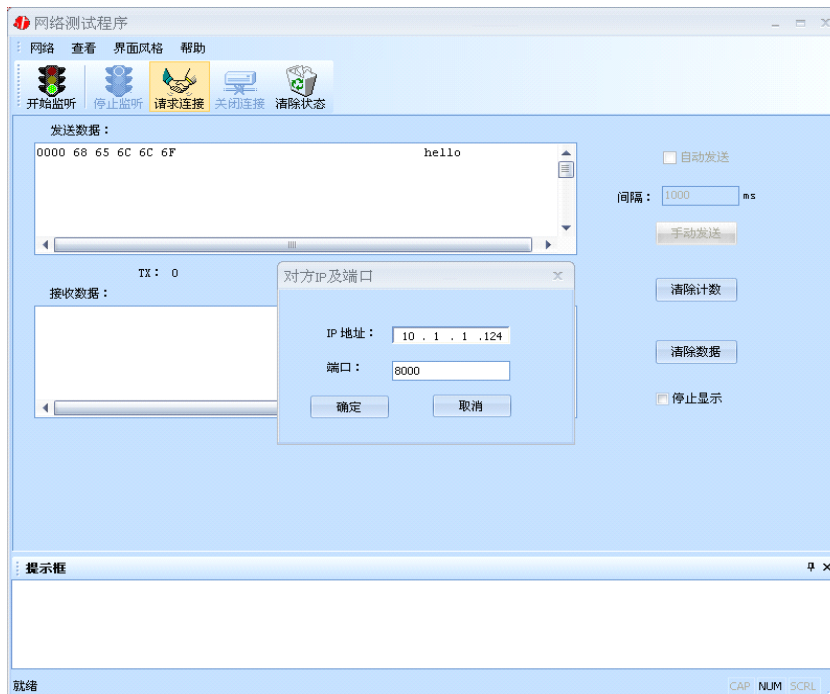 网络测试程序
网络 查看 界面风格 帮助
开始监听 停止监听 请求连接 关闭连接 清除状态
发送数据：
0000 68 65 6C 6C 6F hello
自动发送
间隔： 1000 ms
手动发送
TX： 0
接收数据：
对方IP及端口
IP 地址： 10 . 1 . 1 .124
端口： 8000
确定 取消
清除计数
清除数据
停止显示
提示框
就绪 CAP NUM SCRL